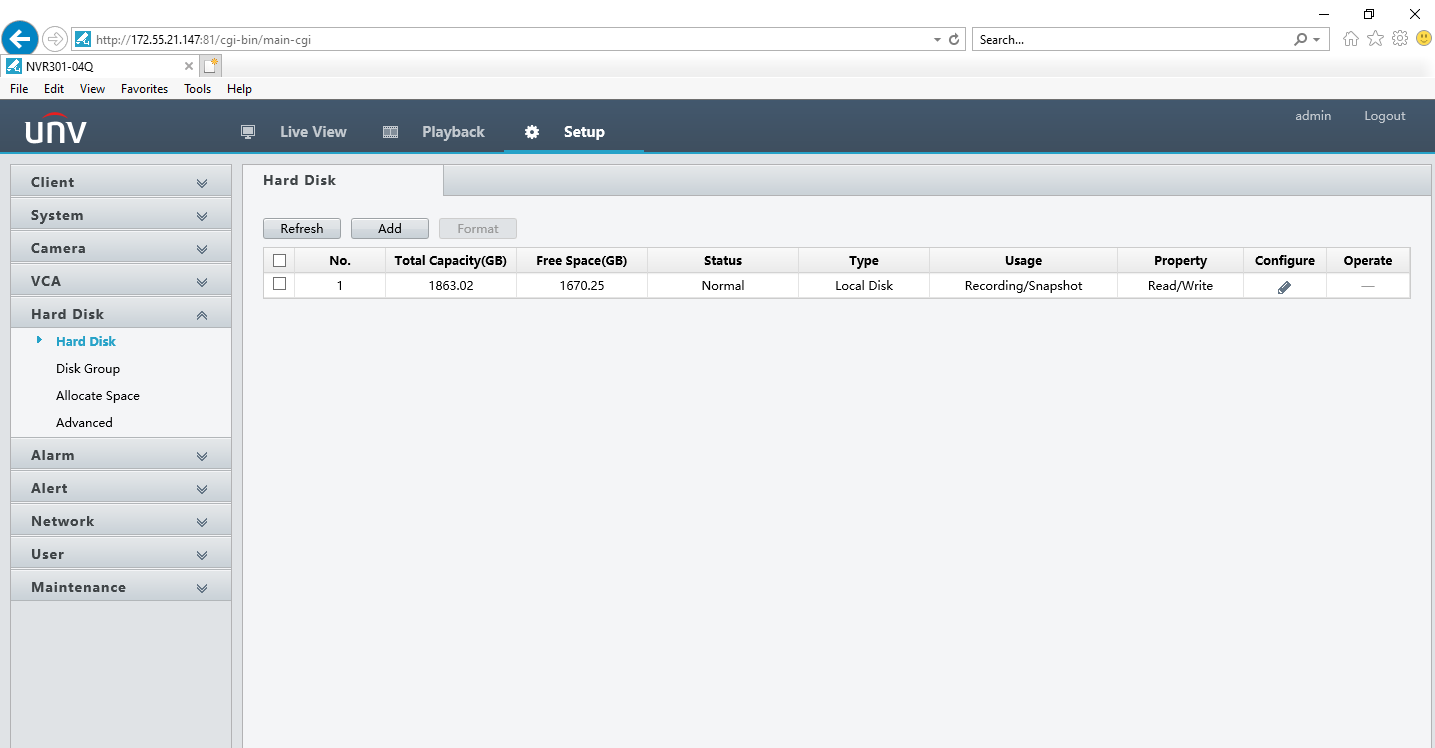 http://172.55.21.147:81/cgi-bin/main-cgi
Search...
NVR301-04Q
File Edit View Favorites Tools Help
unv
Live View Playback Setup
admin Logout
Client
System
Camera
VCA
Hard Disk
Hard Disk
Disk Group
Allocate Space
Advanced
Alarm
Alert
Network
User
Maintenance
Hard Disk
Refresh Add Format
No. Total Capacity(GB) Free Space(GB) Status Type Usage Property Configure Operate
1 1863.02 1670.25 Normal Local Disk Recording/Snapshot Read/Write —